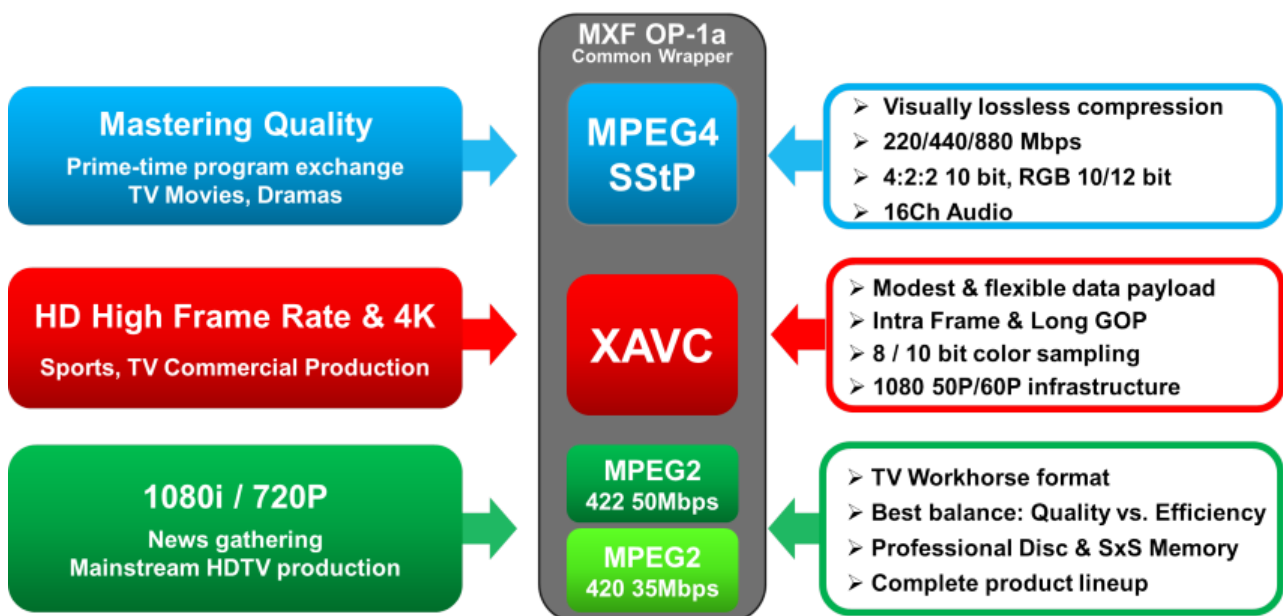 MXF OP-1a
Common Wrapper
Mastering Quality
Prime-time program exchange
TV Movies, Dramas
MPEG4
SStP
➢ Visually lossless compression
➢ 220/440/880 Mbps
➢ 4:2:2 10 bit, RGB 10/12 bit
➢ 16Ch Audio
HD High Frame Rate & 4K
Sports, TV Commercial Production
XAVC
➢ Modest & flexible data payload
➢ Intra Frame & Long GOP
➢ 8 / 10 bit color sampling
➢ 1080 50P/60P infrastructure
1080i / 720P
News gathering
Mainstream HDTV production
MPEG2
422 50Mbps
MPEG2
420 35Mbps
➢ TV Workhorse format
➢ Best balance: Quality vs. Efficiency
➢ Professional Disc & SxS Memory
➢ Complete product lineup